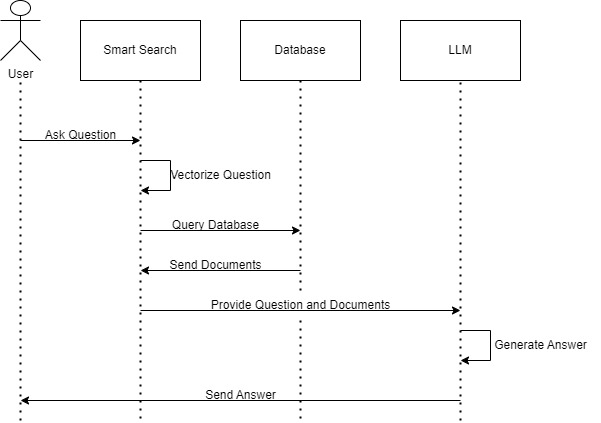 Smart Search
Database
LLM
User
Ask Question
Vectorize Question
Query Database
Send Documents
Provide Question and Documents
Generate Answer
Send Answer